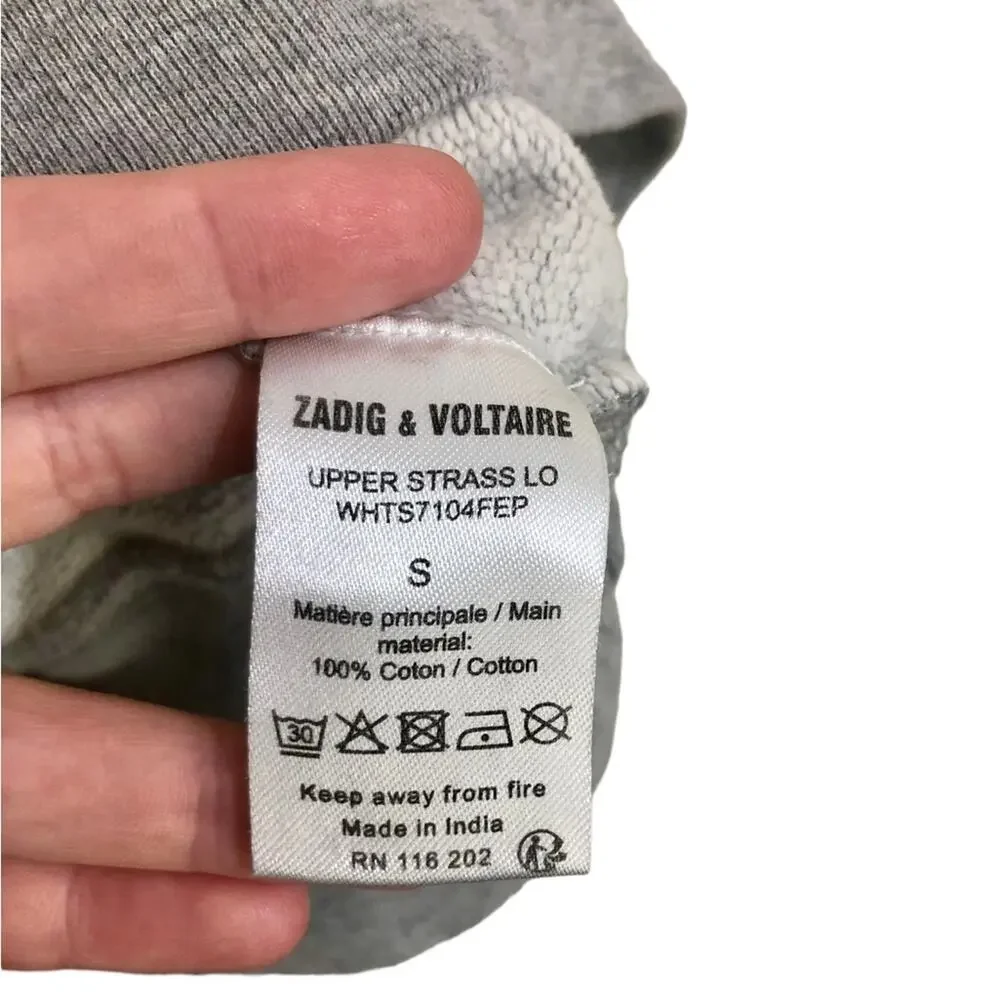 ZADIG & VOLTAIRE
UPPER STRASS LO
WHTS7104FEP
S
Matière principale / Main
material:
100% Coton / Cotton
30
Keep away from fire
Made in India
RN 116 202